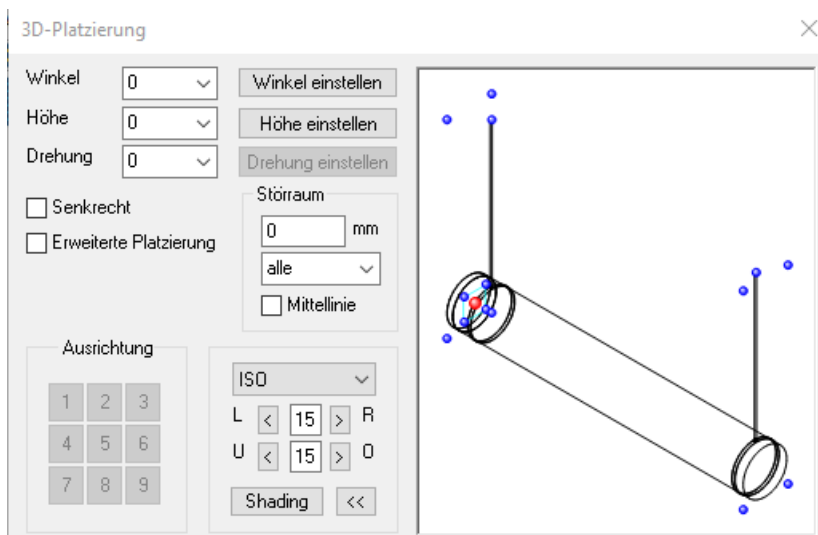 3D-Platzierung
Winkel 0 Winkel einstellen
Höhe 0 Höhe einstellen
Drehung 0 Drehung einstellen
Senkrecht
Erweiterte Platzierung
Störraum
0 mm
alle
Mittellinie
Ausrichtung
1 2 3
4 5 6
7 8 9
ISO
L < 15 > R
U < 15 > O
Shading <<